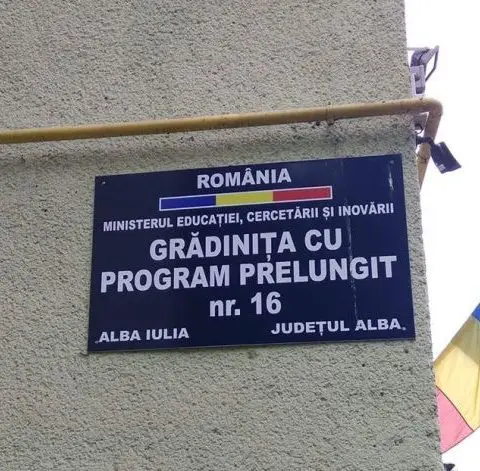 ROMÂNIA
MINISTERUL EDUCAȚIEI, CERCETĂRII ȘI INOVĂRII
GRĂDINIȚA CU
PROGRAM PRELUNGIT
nr. 16
ALBA IULIA JUDEȚUL ALBA